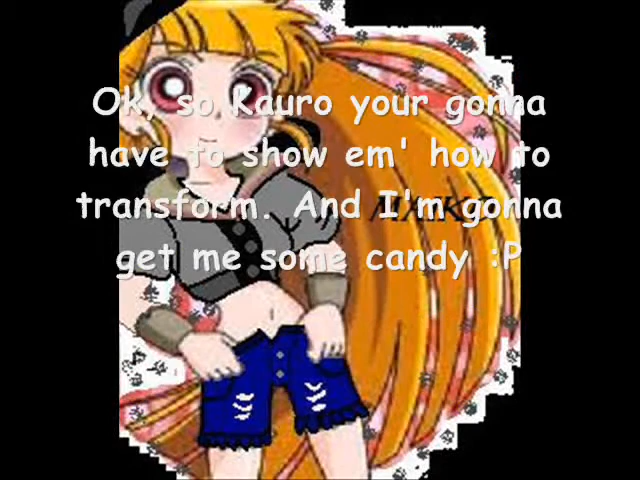 Ok, so Kauro your gonna
have to show em' how to
transform. And I'm gonna
get me some candy :P